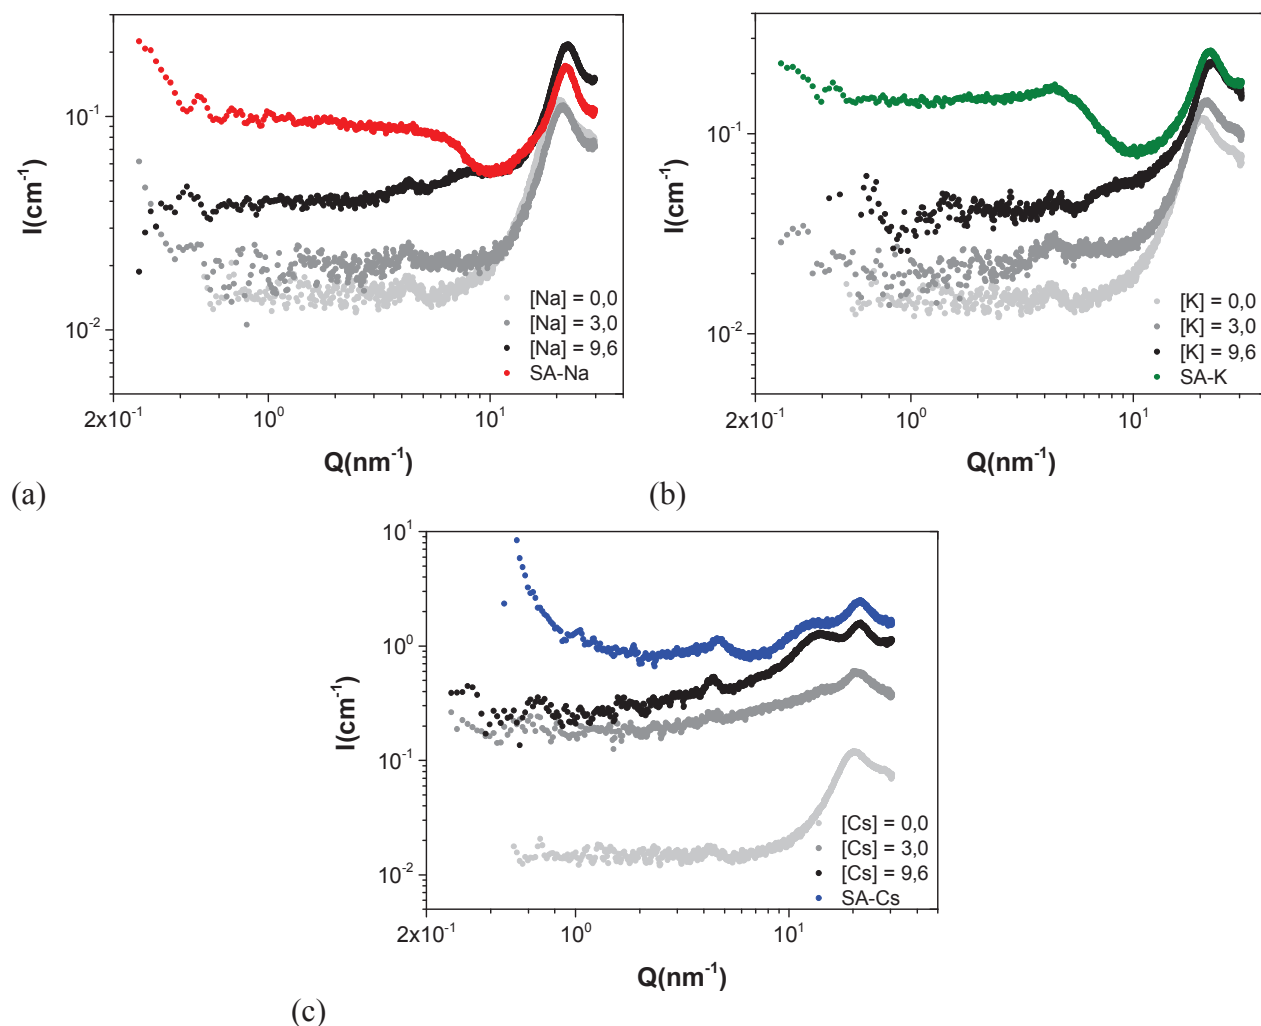 I(cm⁻¹)
10⁻¹
10⁻²
2x10⁻¹
10⁰
10¹
Q(nm⁻¹)
[Na] = 0,0
[Na] = 3,0
[Na] = 9,6
SA-Na
(a)
I(cm⁻¹)
10⁻¹
10⁻²
2x10⁻¹
10⁰
10¹
Q(nm⁻¹)
[K] = 0,0
[K] = 3,0
[K] = 9,6
SA-K
(b)
I(cm⁻¹)
10¹
10⁰
10⁻¹
10⁻²
2x10⁻¹
10⁰
10¹
Q(nm⁻¹)
[Cs] = 0,0
[Cs] = 3,0
[Cs] = 9,6
SA-Cs
(c)